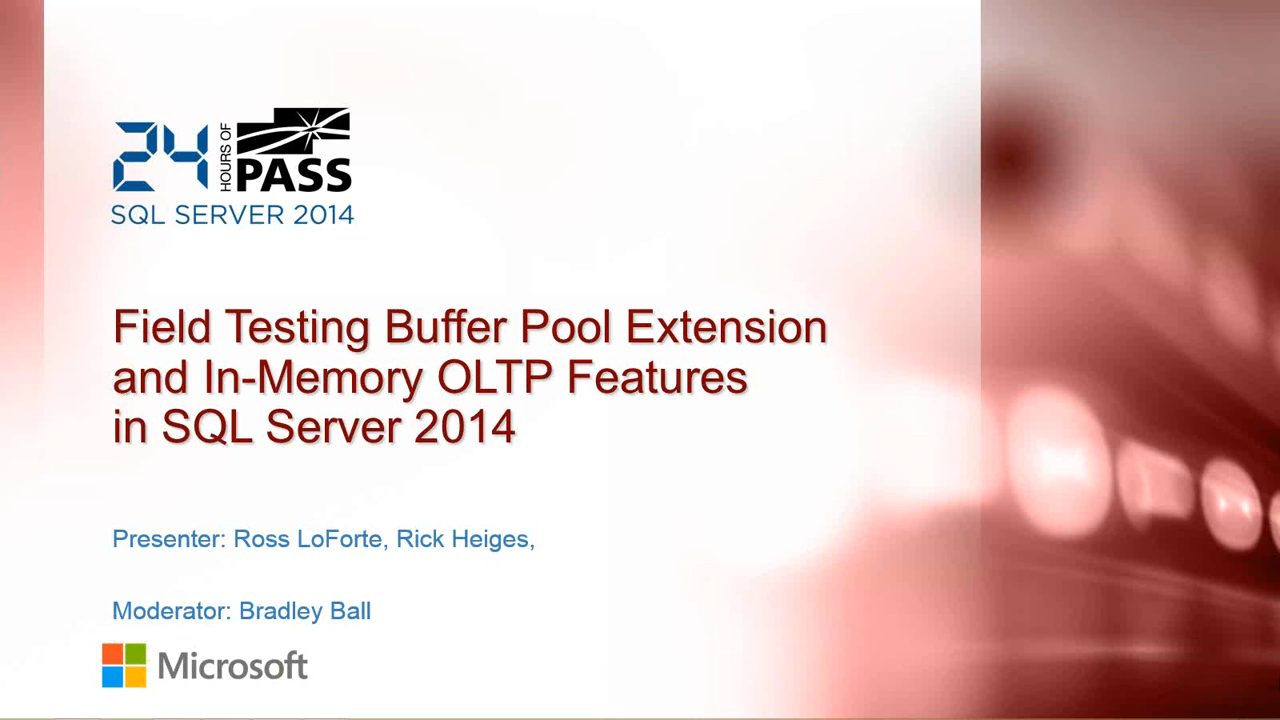 24 HOURS OF PASS
SQL SERVER 2014
Field Testing Buffer Pool Extension
and In-Memory OLTP Features
in SQL Server 2014
Presenter: Ross LoForte, Rick Heiges,
Moderator: Bradley Ball
Microsoft